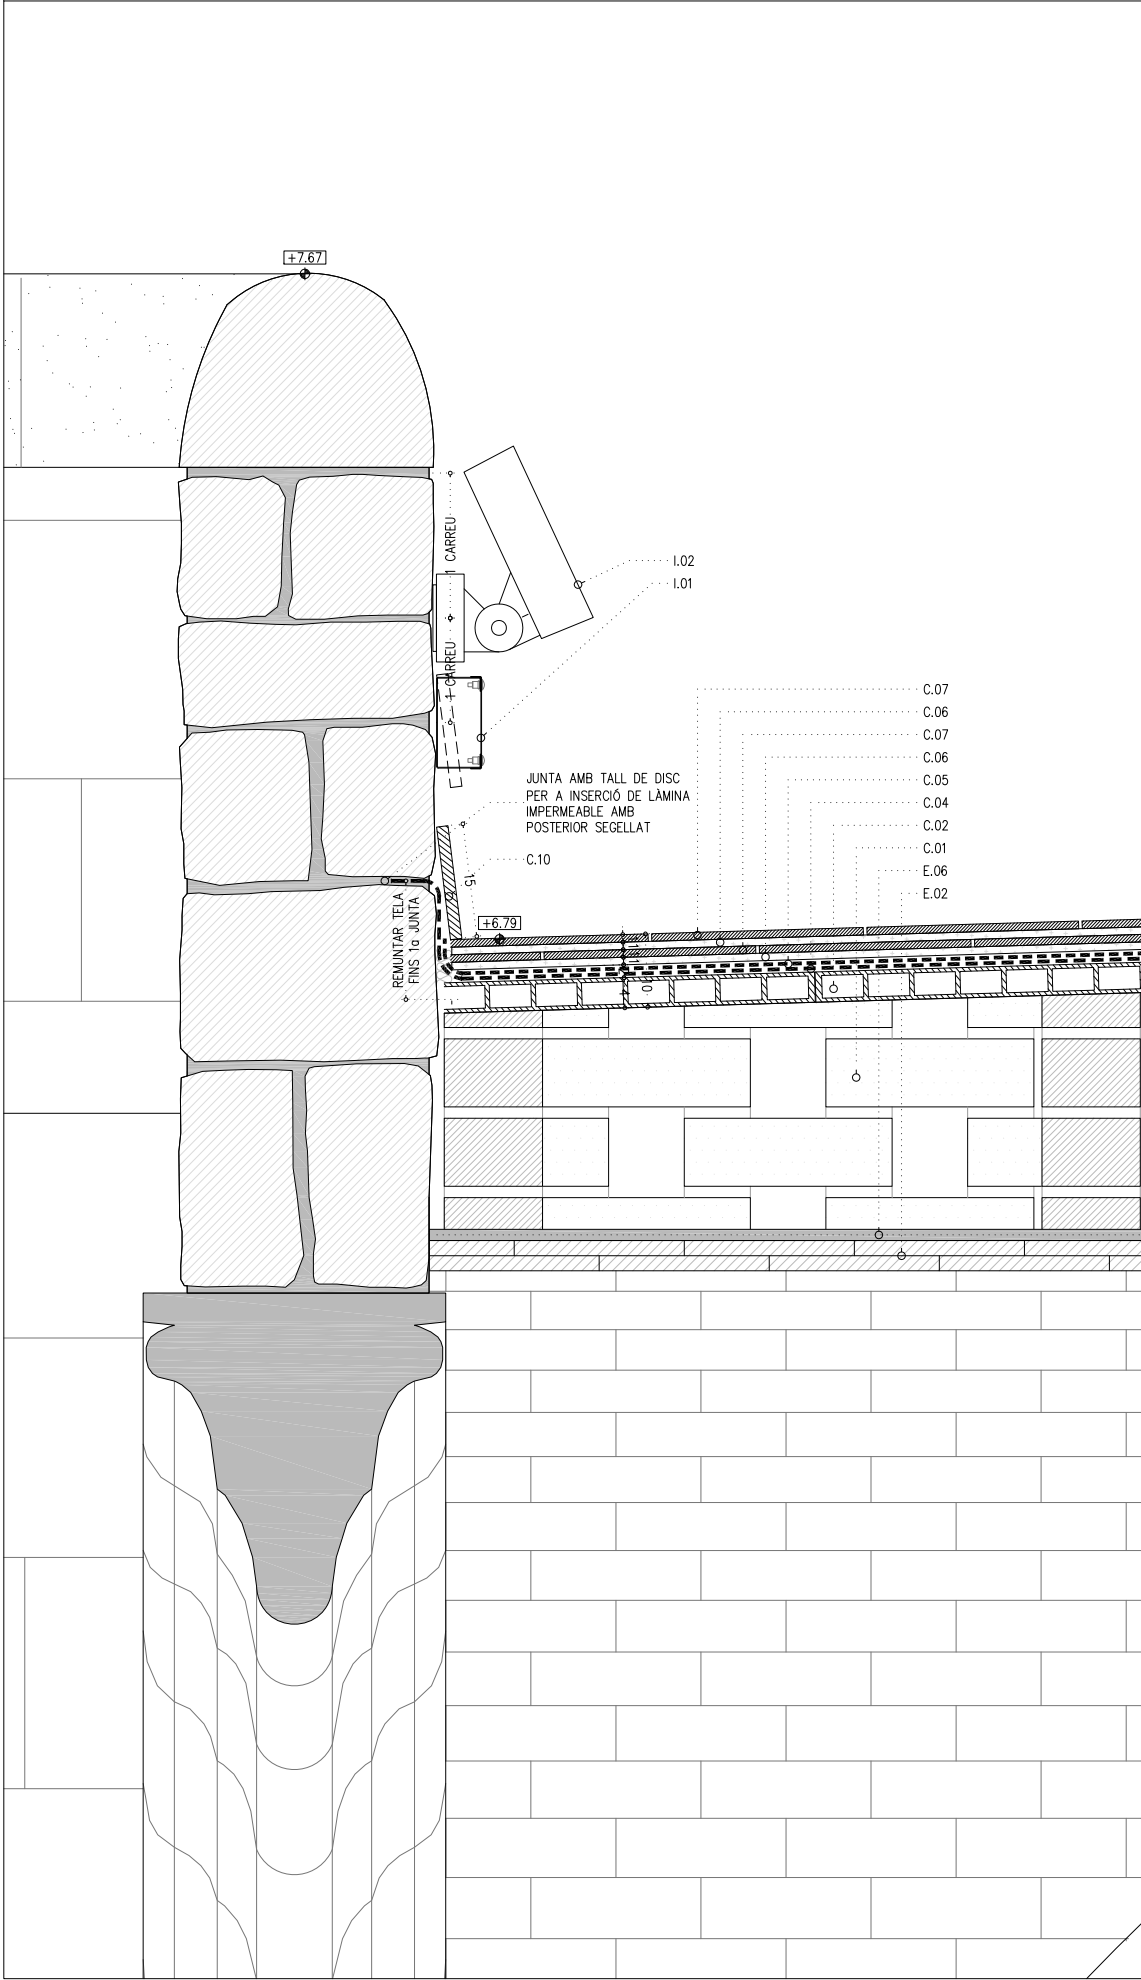 +7.67
1 CARREU
I.02
I.01
1 CARREU
C.07
C.06
C.07
C.06
C.05
C.04
C.02
C.01
E.06
E.02
JUNTA AMB TALL DE DISC
PER A INSERCIÓ DE LÀMINA
IMPERMEABLE AMB
POSTERIOR SEGELLAT
C.10
15
REMUNTAR TELA
FINS 1a JUNTA
+6.79